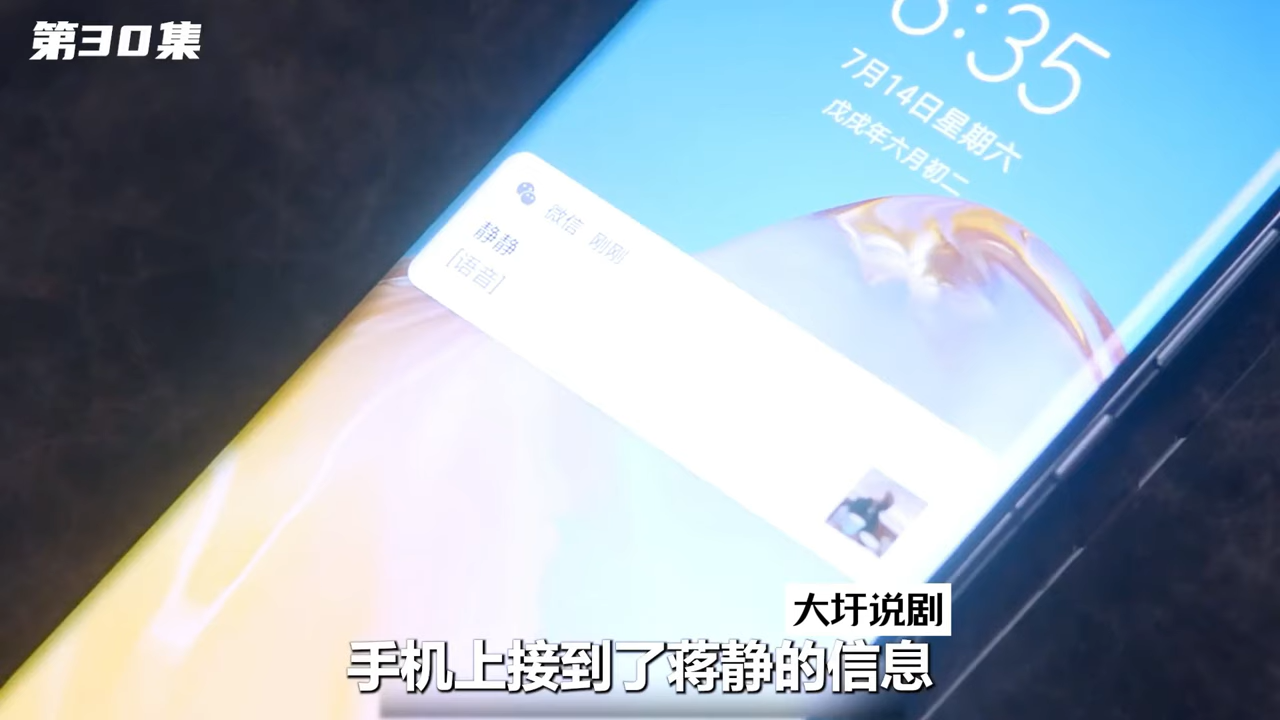 第30集
:35
7月14日星期六
戊戌年六月初二
微信 刚刚
静静
[语音]
大圩说剧
手机上接到了蒋静的信息